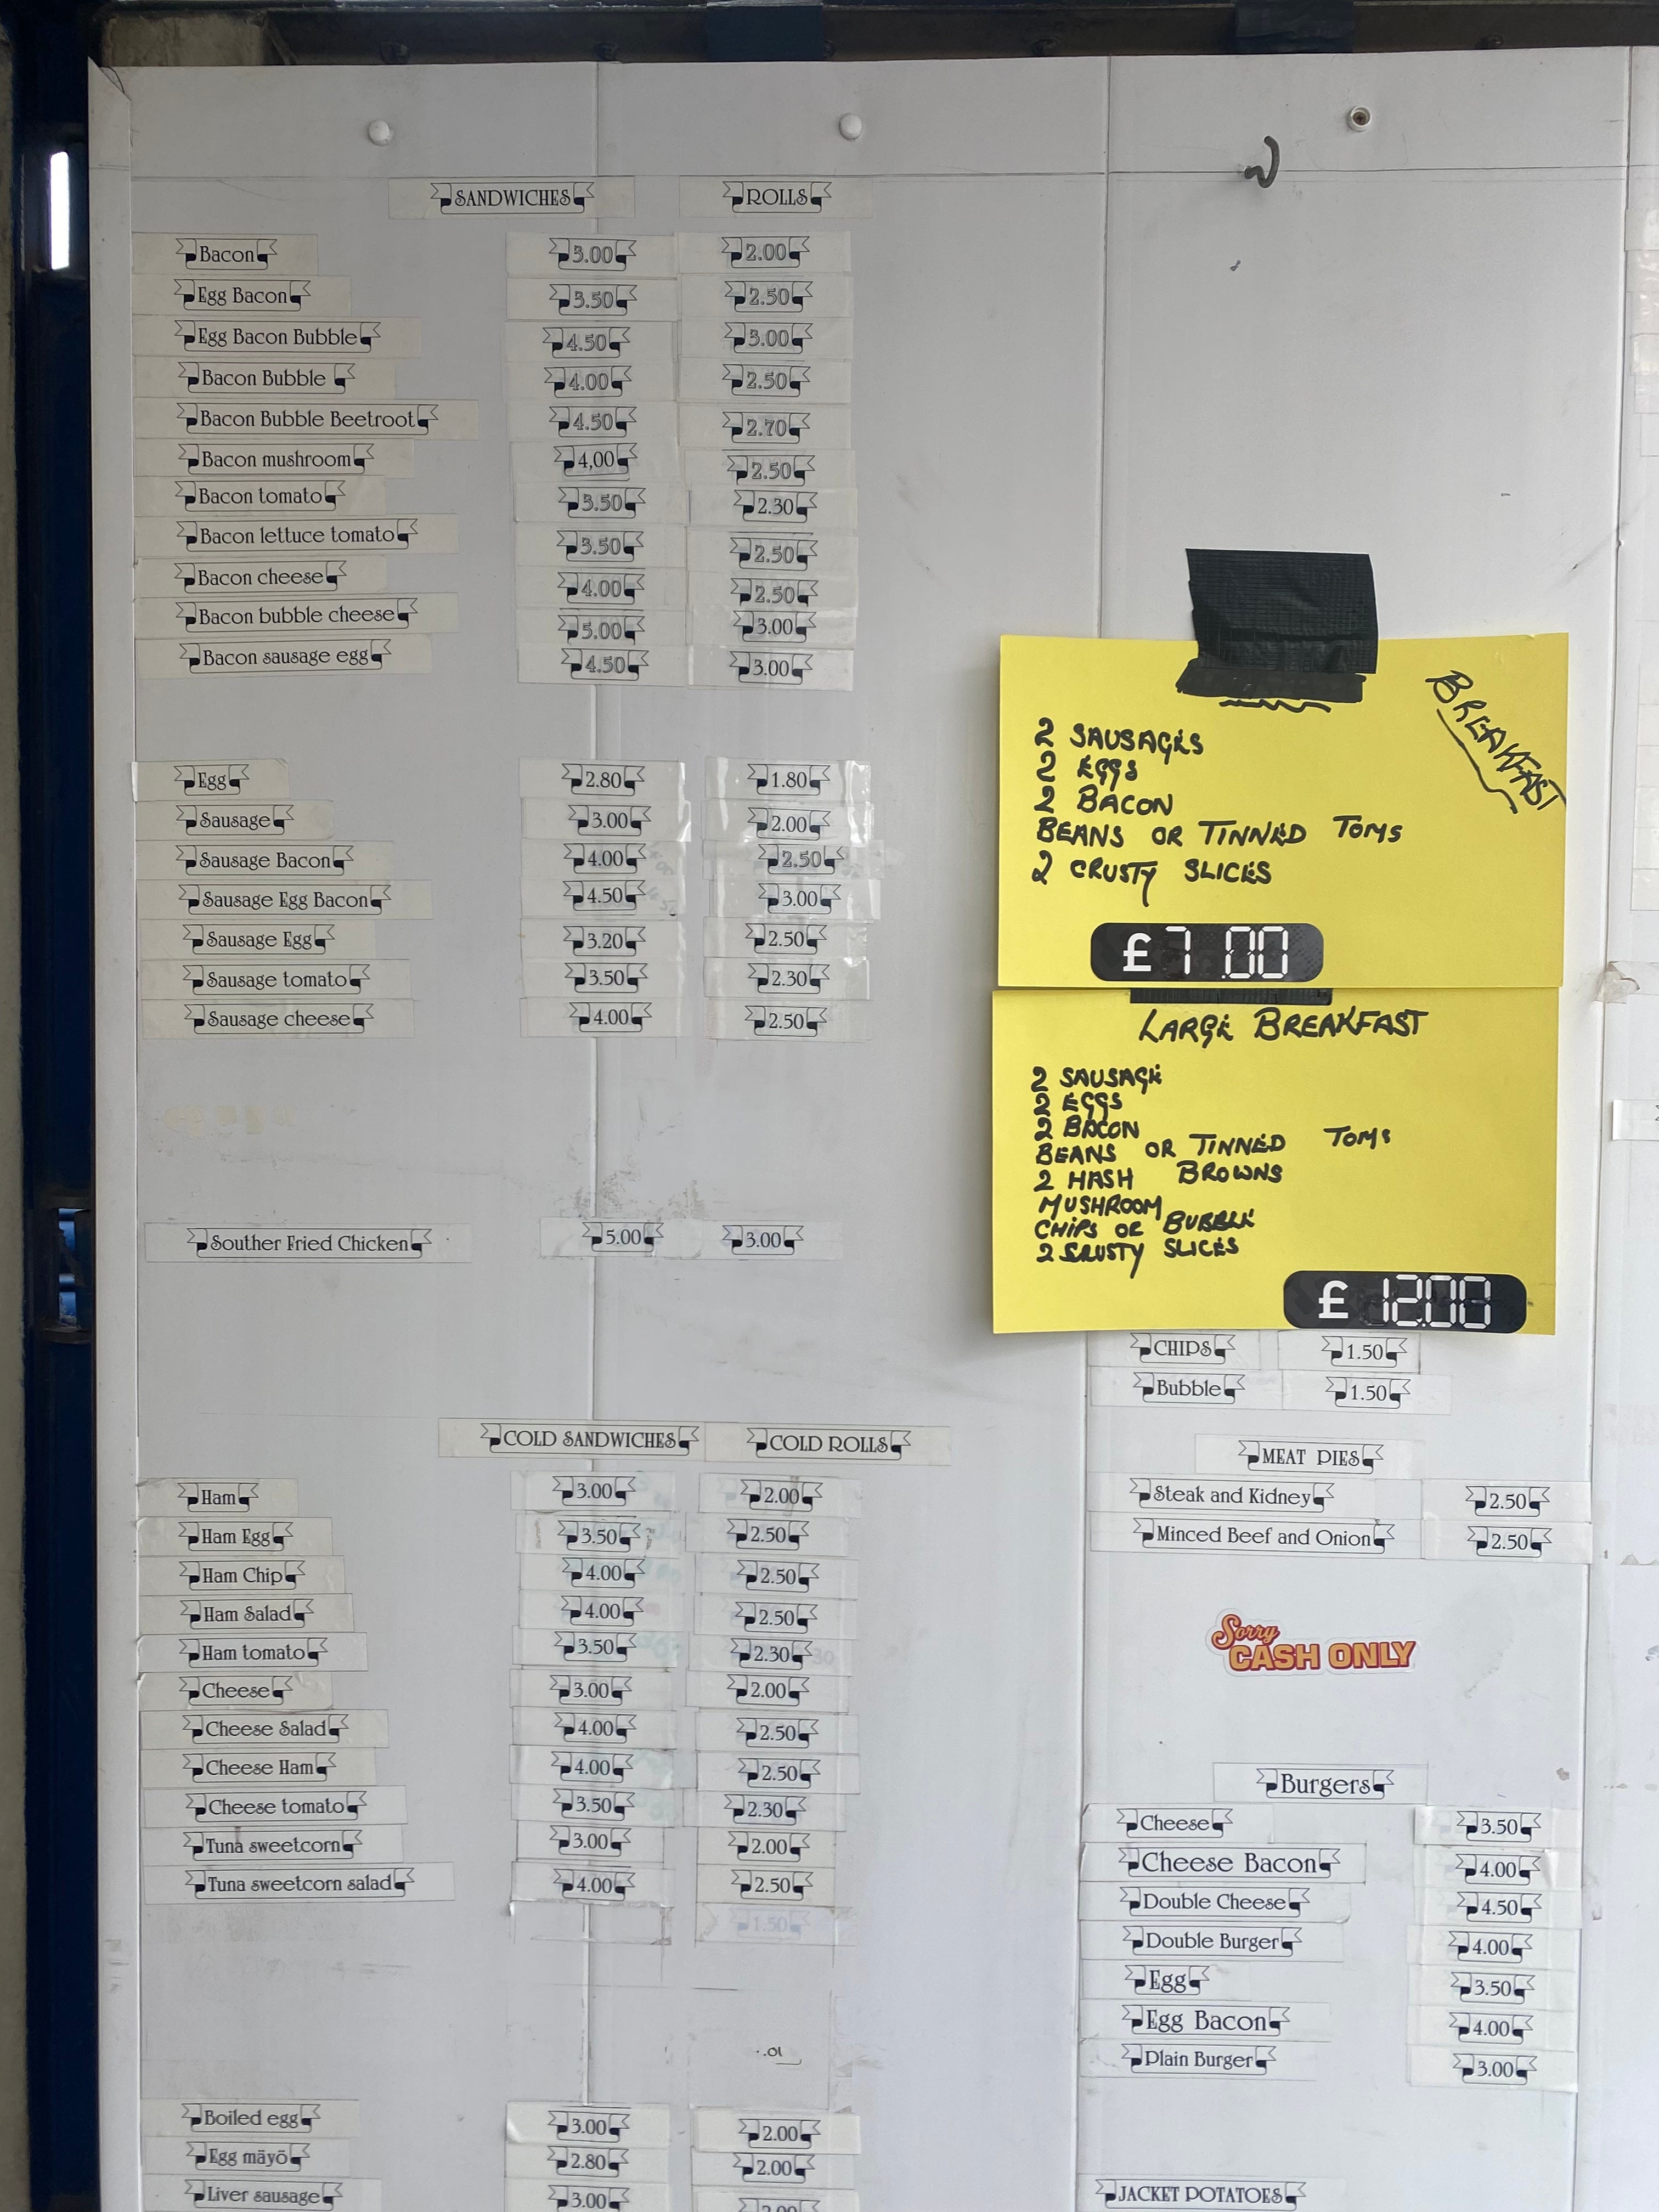 SANDWICHES ROLLS
Bacon 3.00 2.00
Egg Bacon 3.50 2.50
Egg Bacon Bubble 4.50 3.00
Bacon Bubble 4.00 2.50
Bacon Bubble Beetroot 4.50 2.70
Bacon mushroom 4,00 2.50
Bacon tomato 3.50 2.30
Bacon lettuce tomato 3.50 2.50
Bacon cheese 4.00 2.50
Bacon bubble cheese 5.00 3.00
Bacon sausage egg 4.50 3.00
Egg 2.80 1.80
Sausage 3.00 2.00
Sausage Bacon 4.00 2.50
Sausage Egg Bacon 4.50 3.00
Sausage Egg 3.20 2.50
Sausage tomato 3.50 2.30
Sausage cheese 4.00 2.50
Souther Fried Chicken 5.00 3.00
COLD SANDWICHES COLD ROLLS
Ham 3.00 2.00
Ham Egg 3.50 2.50
Ham Chip 4.00 2.50
Ham Salad 4.00 2.50
Ham tomato 3.50 2.30
Cheese 3.00 2.00
Cheese Salad 4.00 2.50
Cheese Ham 4.00 2.50
Cheese tomato 3.50 2.30
Tuna sweetcorn 3.00 2.00
Tuna sweetcorn salad 4.00 2.50
1.50
Boiled egg 3.00 2.00
Egg mäyö 2.80 2.00
Liver sausage 3.00
BREAKFAST
2 SAUSAGES
2 EGGS
2 BACON
BEANS OR TINNED TOMS
2 CRUSTY SLICES
£7.00
LARGE BREAKFAST
2 SAUSAGE
2 EGGS
2 BACON
BEANS OR TINNED TOMS
2 HASH BROWNS
MUSHROOM
CHIPS OR BUBBLE
2 CRUSTY SLICES
£12.00
CHIPS 1.50
Bubble 1.50
MEAT PIES
Steak and Kidney 2.50
Minced Beef and Onion 2.50
Sorry
CASH ONLY
Burgers
Cheese 3.50
Cheese Bacon 4.00
Double Cheese 4.50
Double Burger 4.00
Egg 3.50
Egg Bacon 4.00
Plain Burger 3.00
JACKET POTATOES